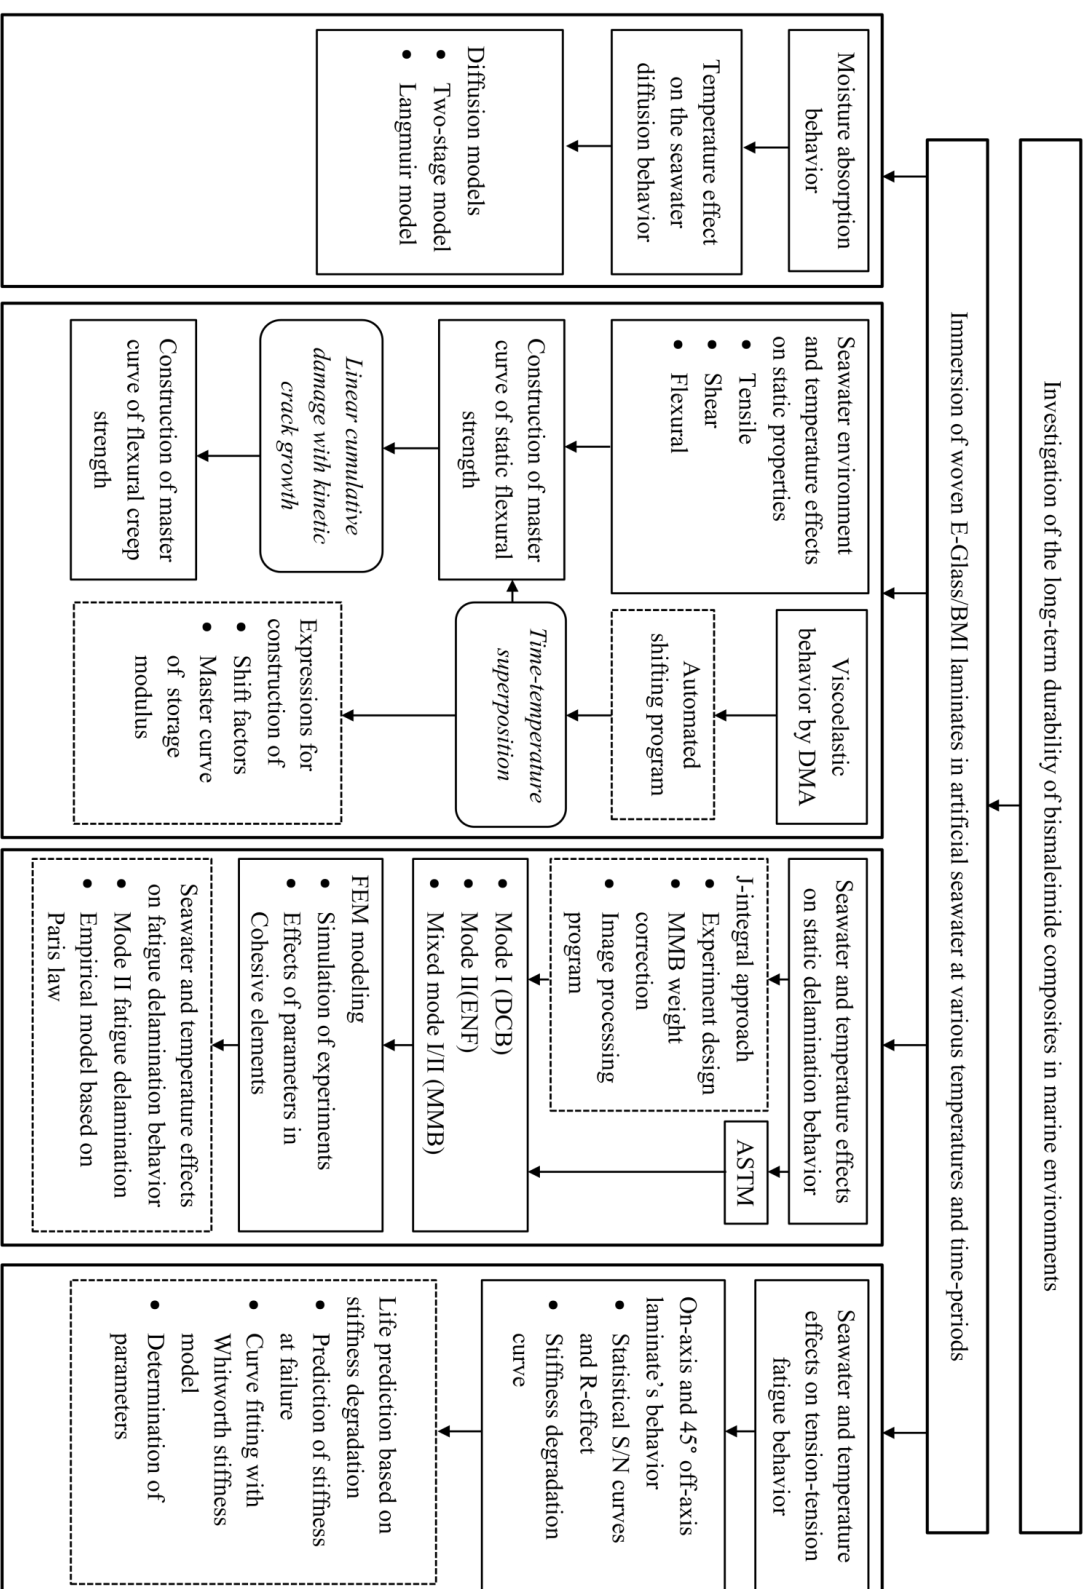 Investigation of the long-term durability of bismaleimide composites in marine environments
Immersion of woven E-Glass/BMI laminates in artificial seawater at various temperatures and time-periods
Moisture absorption
behavior
Temperature effect
on the seawater
diffusion behavior
Diffusion models
• Two-stage model
• Langmuir model
Seawater environment
and temperature effects
on static properties
• Tensile
• Shear
• Flexural
Construction of master
curve of static flexural
strength
Linear cumulative
damage with kinetic
crack growth
Construction of master
curve of flexural creep
strength
Viscoelastic
behavior by DMA
Automated
shifting program
Time-temperature
superposition
Expressions for
construction of
• Shift factors
• Master curve
of storage
modulus
Seawater and temperature effects
on static delamination behavior
J-integral approach
• Experiment design
• MMB weight
correction
• Image processing
program
ASTM
• Mode I (DCB)
• Mode II(ENF)
• Mixed mode I/II (MMB)
FEM modeling
• Simulation of experiments
• Effects of parameters in
Cohesive elements
Seawater and temperature effects
on fatigue delamination behavior
• Mode II fatigue delamination
• Empirical model based on
Paris law
Seawater and temperature
effects on tension-tension
fatigue behavior
On-axis and 45° off-axis
laminate’s behavior
• Statistical S/N curves
and R-effect
• Stiffness degradation
curve
Life prediction based on
stiffness degradation
• Prediction of stiffness
at failure
• Curve fitting with
Whitworth stiffness
model
• Determination of
parameters